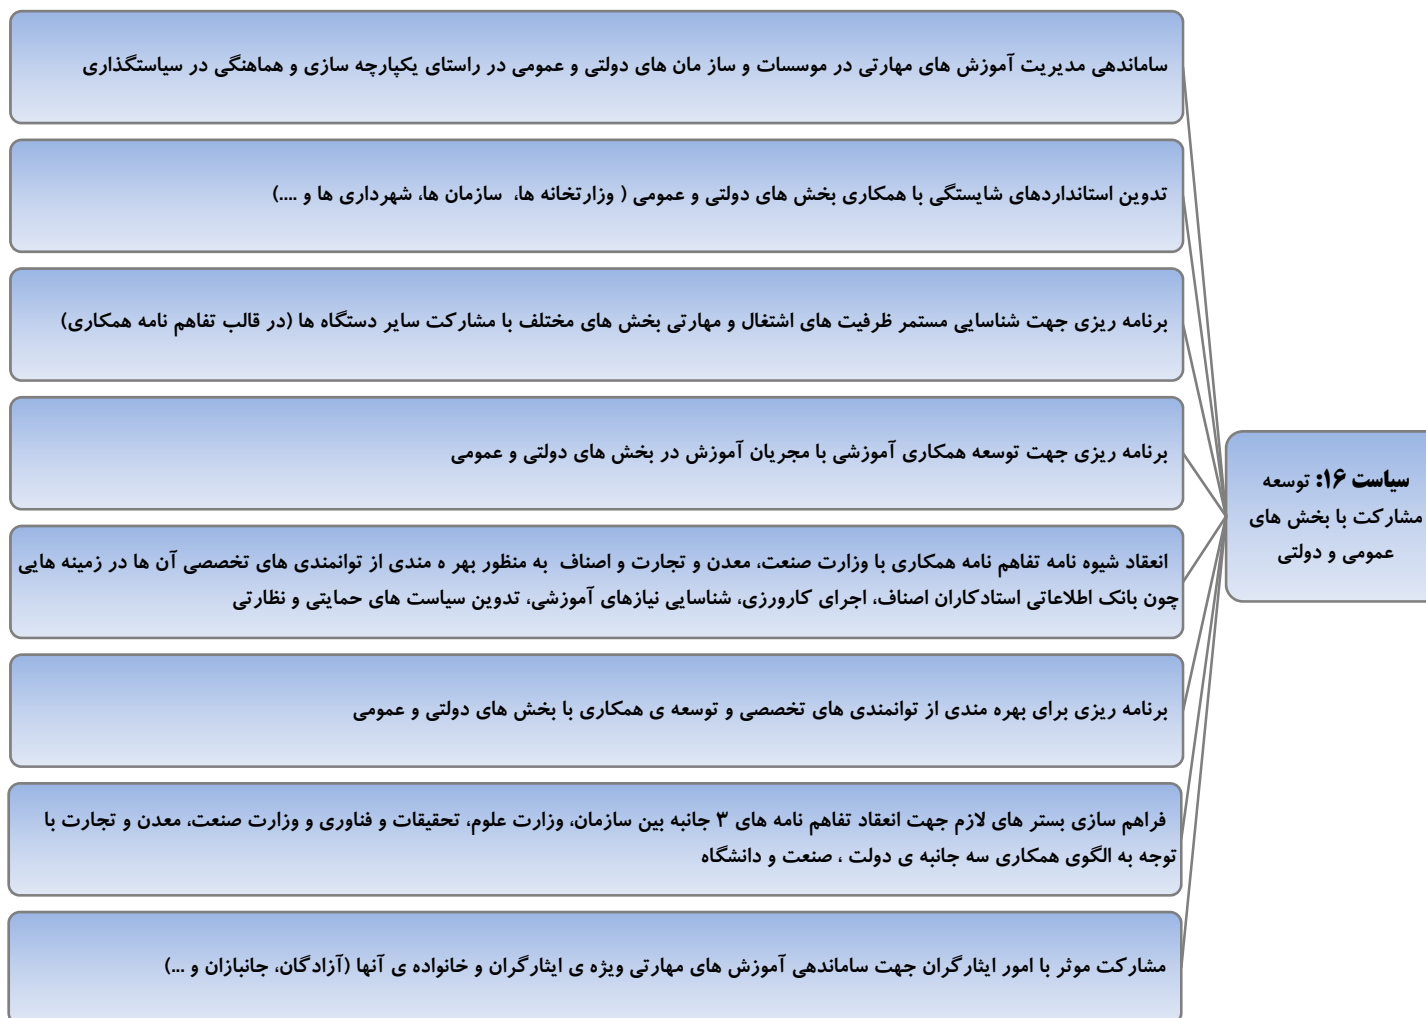 سیاست ۱۶: توسعه
مشارکت با بخش های
عمومی و دولتی
ساماندهی مدیریت آموزش های مهارتی در موسسات و ساز مان های دولتی و عمومی در راستای یکپارچه سازی و هماهنگی در سیاستگذاری
تدوین استانداردهای شایستگی با همکاری بخش های دولتی و عمومی ( وزارتخانه ها، سازمان ها، شهرداری ها و ....)
برنامه ریزی جهت شناسایی مستمر ظرفیت های اشتغال و مهارتی بخش های مختلف با مشارکت سایر دستگاه ها (در قالب تفاهم نامه همکاری)
برنامه ریزی جهت توسعه همکاری آموزشی با مجریان آموزش در بخش های دولتی و عمومی
انعقاد شیوه نامه تفاهم نامه همکاری با وزارت صنعت، معدن و تجارت و اصناف به منظور بهر ه مندی از توانمندی های تخصصی آن ها در زمینه هایی
چون بانک اطلاعاتی استادکاران اصناف، اجرای کارورزی، شناسایی نیازهای آموزشی، تدوین سیاست های حمایتی و نظارتی
برنامه ریزی برای بهره مندی از توانمندی های تخصصی و توسعه ی همکاری با بخش های دولتی و عمومی
فراهم سازی بستر های لازم جهت انعقاد تفاهم نامه های ۳ جانبه بین سازمان، وزارت علوم، تحقیقات و فناوری و وزارت صنعت، معدن و تجارت با
توجه به الگوی همکاری سه جانبه ی دولت ، صنعت و دانشگاه
مشارکت موثر با امور ایثارگران جهت ساماندهی آموزش های مهارتی ویژه ی ایثارگران و خانواده ی آنها (آزادگان، جانبازان و ...)